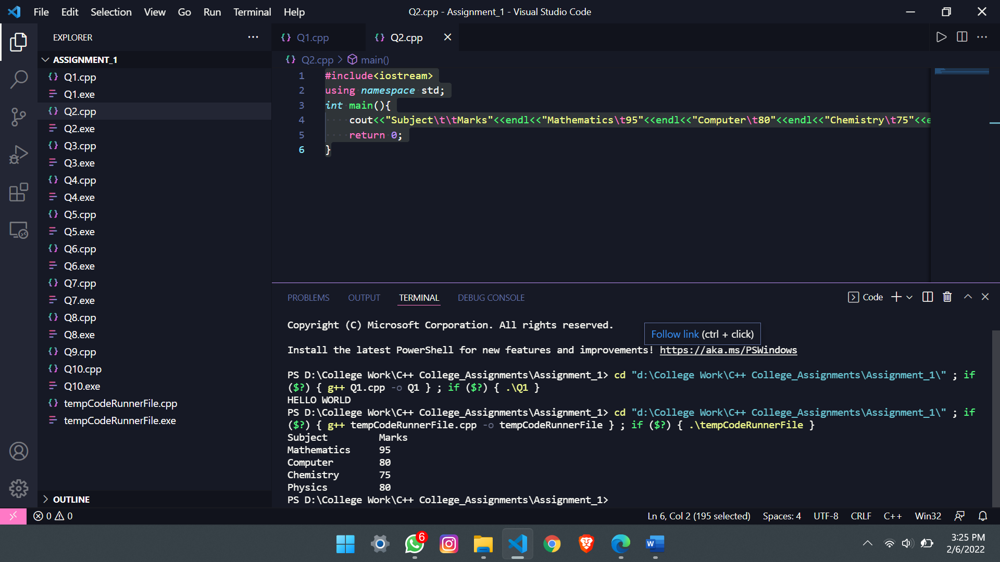 File Edit Selection View Go Run Terminal Help
Q2.cpp - Assignment_1 - Visual Studio Code
EXPLORER
ASSIGNMENT_1
Q1.cpp
Q1.exe
Q2.cpp
Q2.exe
Q3.cpp
Q3.exe
Q4.cpp
Q4.exe
Q5.cpp
Q5.exe
Q6.cpp
Q6.exe
Q7.cpp
Q7.exe
Q8.cpp
Q8.exe
Q9.cpp
Q10.cpp
Q10.exe
tempCodeRunnerFile.cpp
tempCodeRunnerFile.exe
OUTLINE
Q1.cpp Q2.cpp
Q2.cpp > main()
1 #include<iostream>
2 using namespace std;
3 int main(){
4 cout<<"Subject\t\tMarks"<<endl<<"Mathematics\t95"<<endl<<"Computer\t80"<<endl<<"Chemistry\t75"<<e
5 return 0;
6 }
PROBLEMS OUTPUT TERMINAL DEBUG CONSOLE
Code
Copyright (C) Microsoft Corporation. All rights reserved.
Follow link (ctrl + click)
Install the latest PowerShell for new features and improvements! https://aka.ms/PSWindows
PS D:\College Work\C++ College_Assignments\Assignment_1> cd "d:\College Work\C++ College_Assignments\Assignment_1\" ; if
($?) { g++ Q1.cpp -o Q1 } ; if ($?) { .\Q1 }
HELLO WORLD
PS D:\College Work\C++ College_Assignments\Assignment_1> cd "d:\College Work\C++ College_Assignments\Assignment_1\" ; if
($?) { g++ tempCodeRunnerFile.cpp -o tempCodeRunnerFile } ; if ($?) { .\tempCodeRunnerFile }
Subject Marks
Mathematics 95
Computer 80
Chemistry 75
Physics 80
PS D:\College Work\C++ College_Assignments\Assignment_1>
0 0
Ln 6, Col 2 (195 selected) Spaces: 4 UTF-8 CRLF C++ Win32
6
W
3:25 PM
2/6/2022